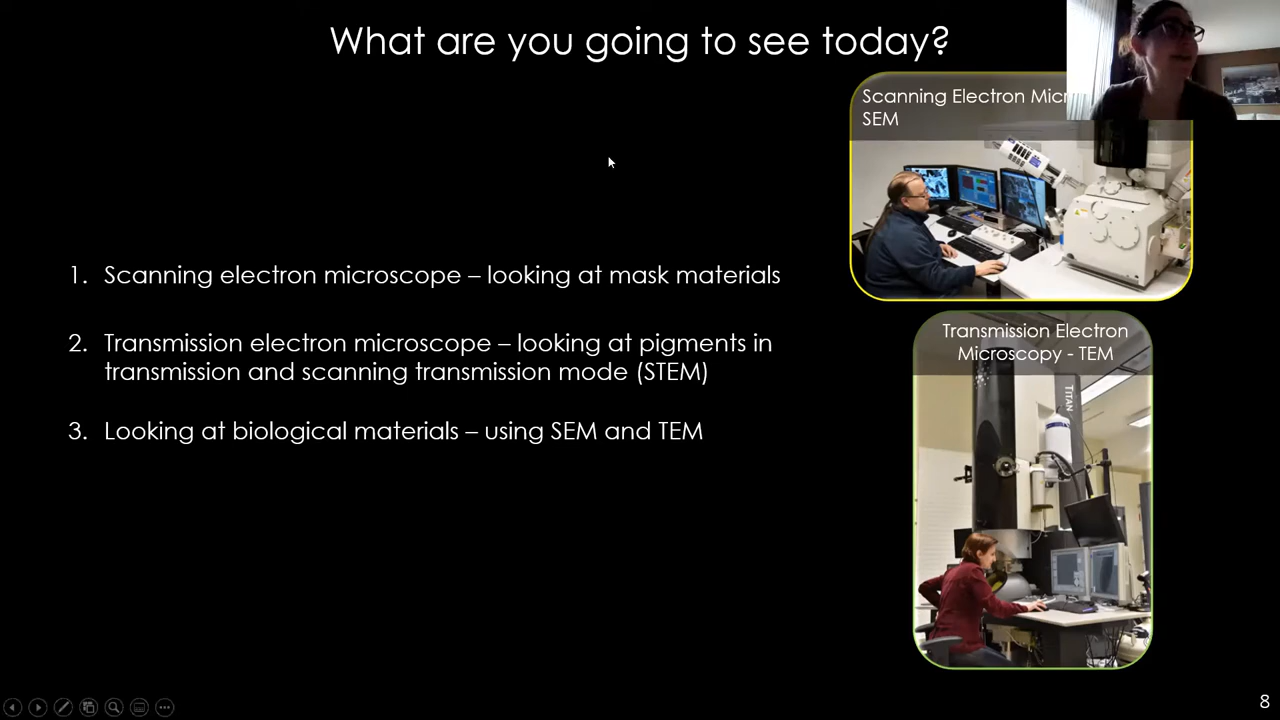 What are you going to see today?
Scanning Electron
SEM
1. Scanning electron microscope – looking at mask materials
2. Transmission electron microscope – looking at pigments in
transmission and scanning transmission mode (STEM)
3. Looking at biological materials – using SEM and TEM
Transmission Electron
Microscopy - TEM
TITAN
8